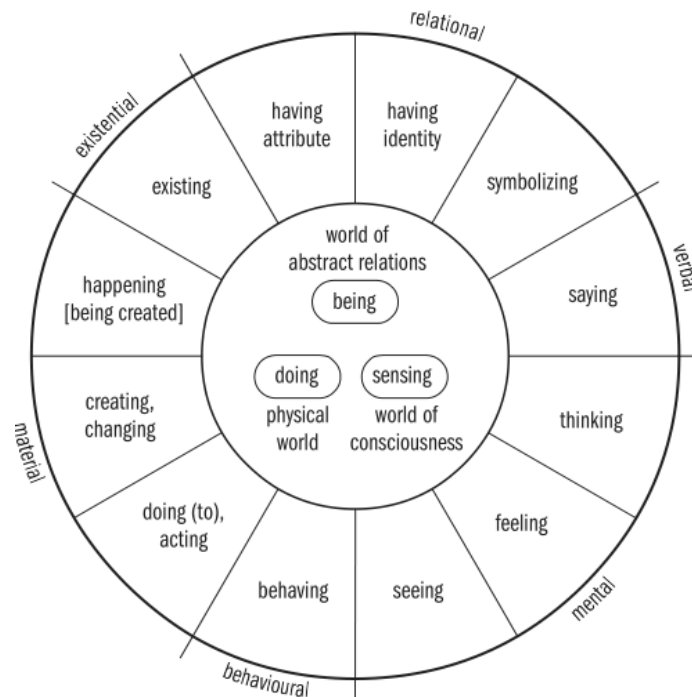 relational
existential
having
attribute
having
identity
existing
symbolizing
world of
abstract relations
being
verbal
happening
[being created]
saying
doing
sensing
physical
world
world of
consciousness
creating,
changing
thinking
material
doing (to),
acting
feeling
behaving
seeing
mental
behavioural